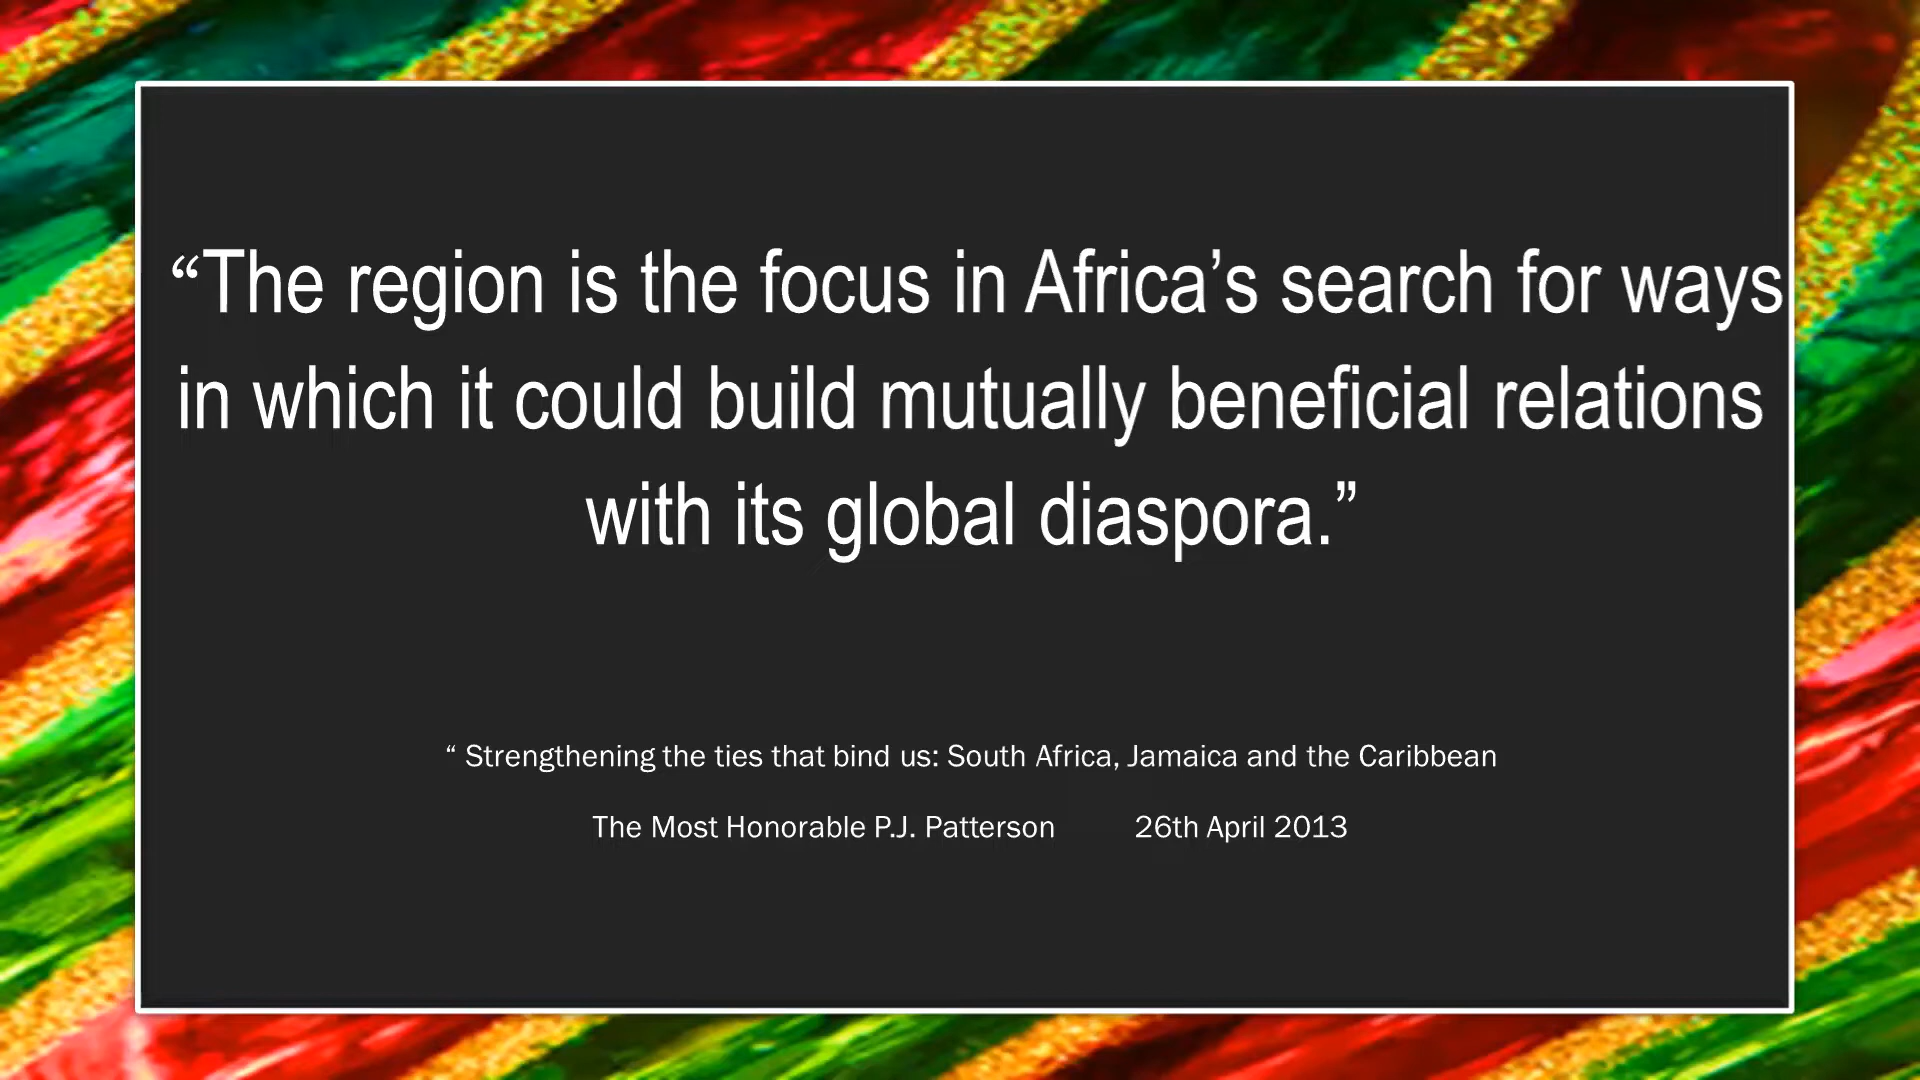 “The region is the focus in Africa’s search for ways
in which it could build mutually beneficial relations
with its global diaspora.”
“ Strengthening the ties that bind us: South Africa, Jamaica and the Caribbean
The Most Honorable P.J. Patterson 26th April 2013